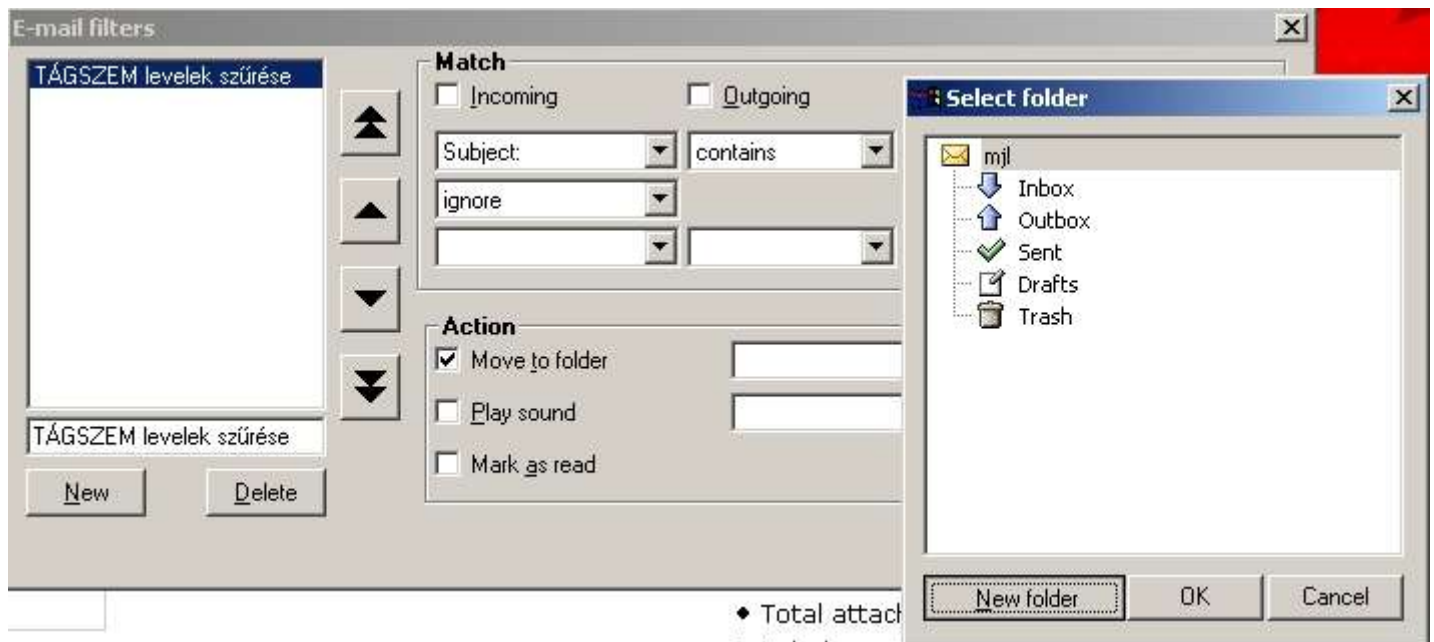 E-mail filters
TÁGSZEM levelek szűrése
Match
Incoming
Outgoing
Subject:
contains
ignore
Action
Move to folder
Play sound
Mark as read
TÁGSZEM levelek szűrése
New
Delete
Select folder
mjl
Inbox
Outbox
Sent
Drafts
Trash
New folder
OK
Cancel
Total